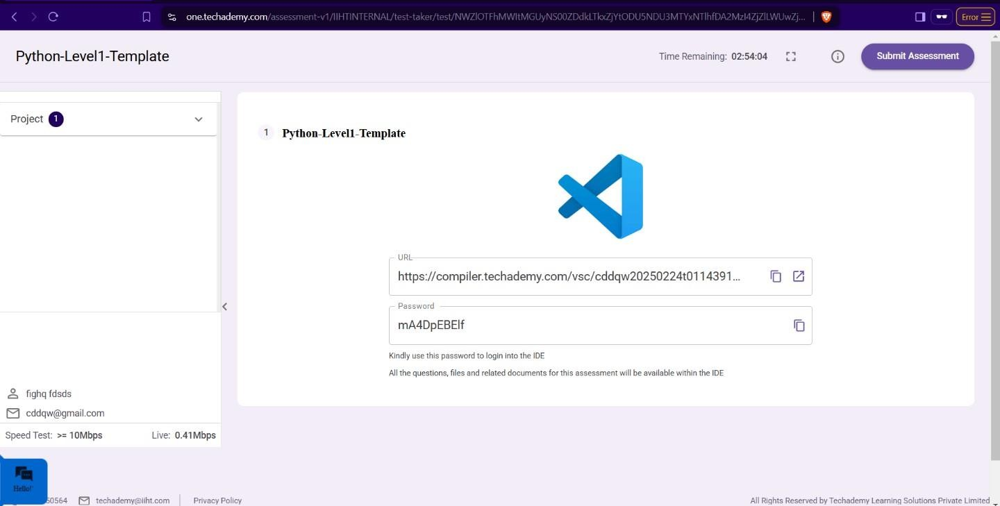 one.techademy.com/assessment-v1/IIHTINTERNAL/test-taker/test/
Error
Python-Level1-Template
Time Remaining: 02:54:04
Submit Assessment
Project 1
1 Python-Level1-Template
URL
https://compiler.techademy.com/vsc/cddqw20250224t0114391...
Password
mA4DpEBElf
Kindly use this password to login into the IDE
All the questions, files and related documents for this assessment will be available within the IDE
fighq fdsds
cddqw@gmail.com
Speed Test: >= 10Mbps Live: 0.41Mbps
Hello!
50564 techademy@iiht.com Privacy Policy All Rights Reserved by Techademy Learning Solutions Private Limited